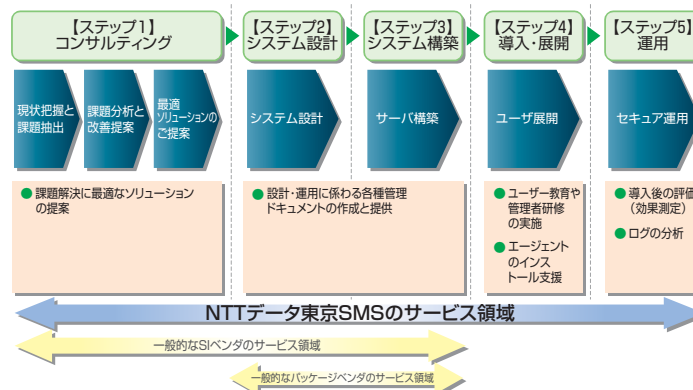 【ステップ1】
コンサルティング
【ステップ2】
システム設計
【ステップ3】
システム構築
【ステップ4】
導入・展開
【ステップ5】
運用
現状把握と
課題抽出
課題分析と
改善提案
最適
ソリューションの
ご提案
システム設計
サーバ構築
ユーザ展開
セキュア運用
● 課題解決に最適なソリューション
の提案
● 設計・運用に係わる各種管理
ドキュメントの作成と提供
● ユーザー教育や
管理者研修
の実施
● エージェント
のインス
トール支援
● 導入後の評価
（効果測定）
● ログの分析
NTTデータ東京SMSのサービス領域
一般的なSIベンダのサービス領域
一般的なパッケージベンダのサービス領域